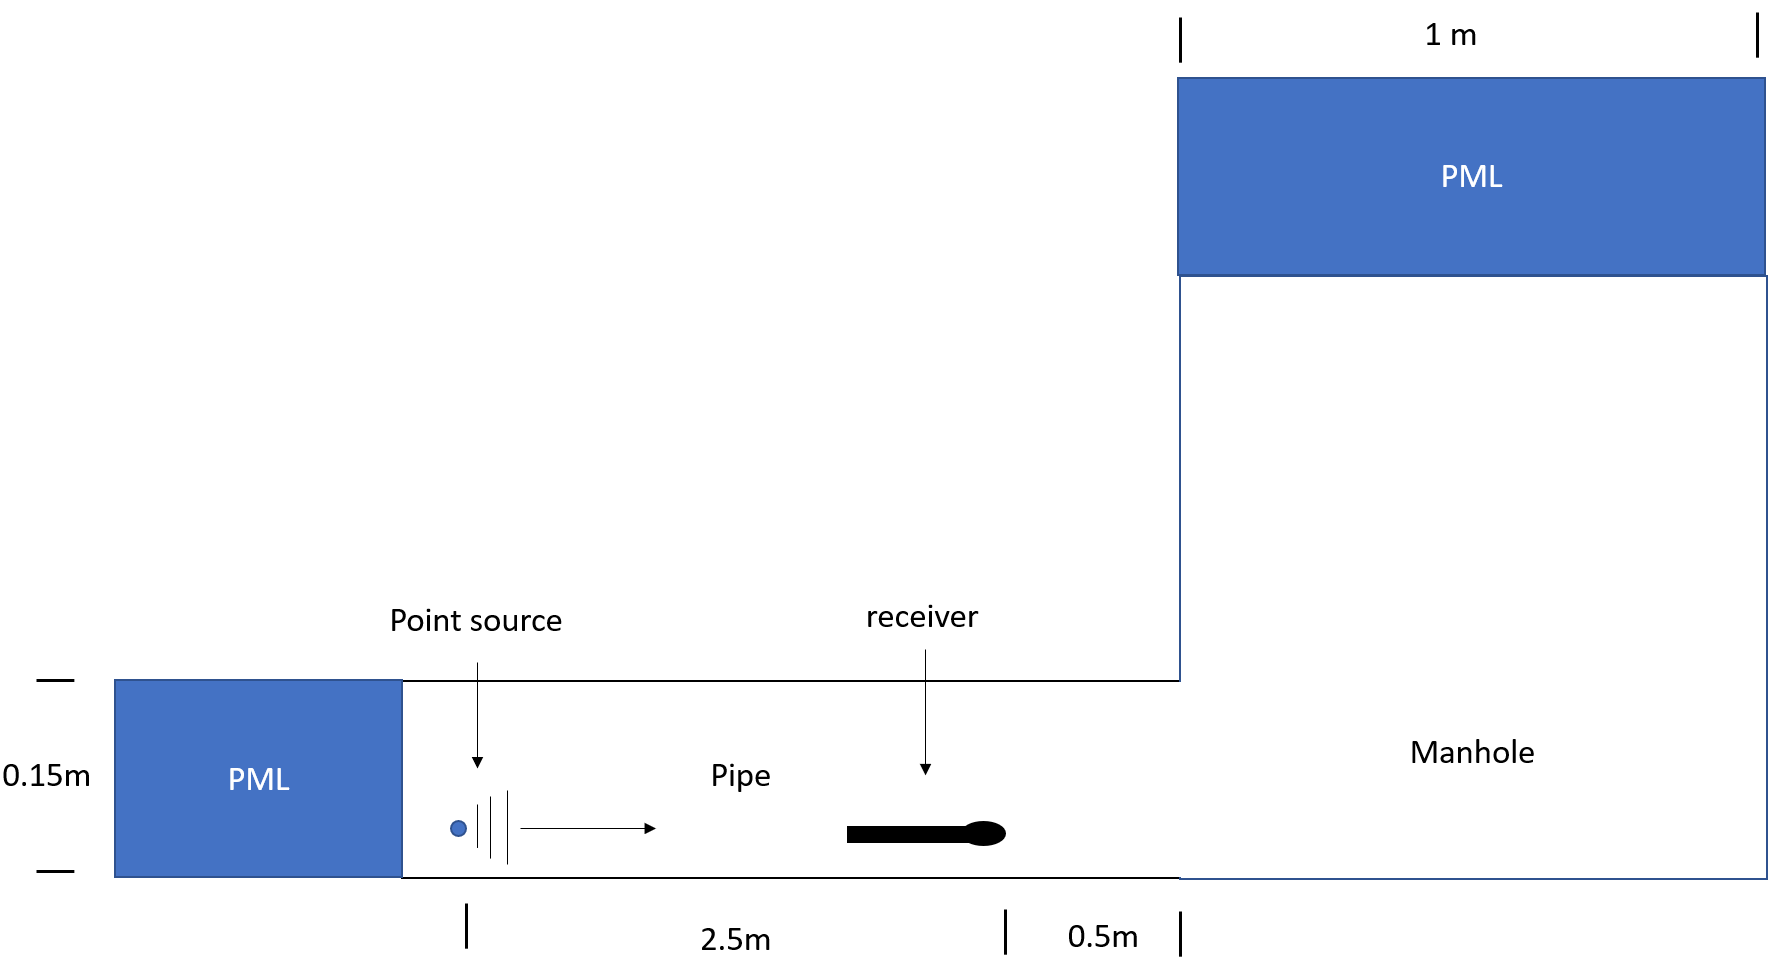 1 m
PML
Point source
receiver
Manhole
0.15m
PML
Pipe
2.5m
0.5m